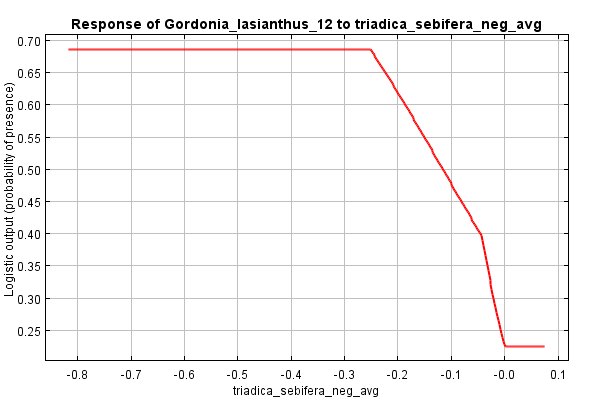 Response of Gordonia_lasianthus_12 to triadica_sebifera_neg_avg
Logistic output (probability of presence)
0.70
0.65
0.60
0.55
0.50
0.45
0.40
0.35
0.30
0.25
-0.8 -0.7 -0.6 -0.5 -0.4 -0.3 -0.2 -0.1 -0.0 0.1
triadica_sebifera_neg_avg